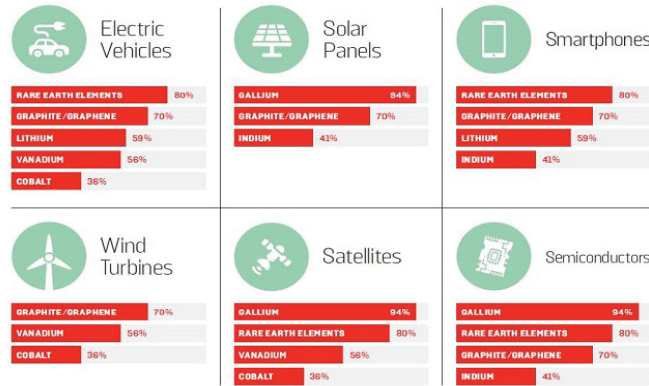 Electric
Vehicles
RARE EARTH ELEMENTS 80%
GRAPHITE/GRAPHENE 70%
LITHIUM 59%
VANADIUM 56%
COBALT 36%
Solar
Panels
GALLIUM 94%
GRAPHITE/GRAPHENE 70%
INDIUM 41%
Smartphones
RARE EARTH ELEMENTS 80%
GRAPHITE/GRAPHENE 70%
LITHIUM 59%
INDIUM 41%
Wind
Turbines
GRAPHITE/GRAPHENE 70%
VANADIUM 56%
COBALT 36%
Satellites
GALLIUM 94%
RARE EARTH ELEMENTS 80%
VANADIUM 56%
COBALT 36%
Semiconductors
GALLIUM 94%
RARE EARTH ELEMENTS 80%
GRAPHITE/GRAPHENE 70%
INDIUM 41%